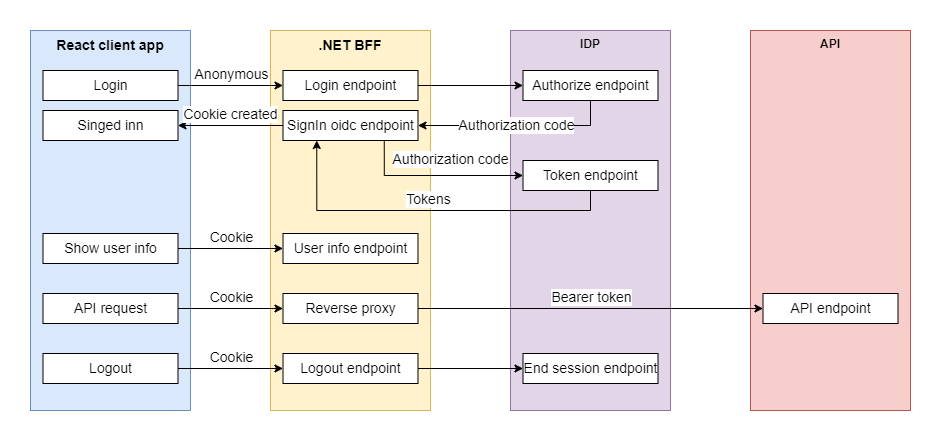 React client app
.NET BFF
IDP
API
Login
Anonymous
Login endpoint
Authorize endpoint
Singed inn
Cookie created
SignIn oidc endpoint
Authorization code
Authorization code
Token endpoint
Tokens
Show user info
Cookie
User info endpoint
API request
Cookie
Reverse proxy
Bearer token
API endpoint
Logout
Cookie
Logout endpoint
End session endpoint